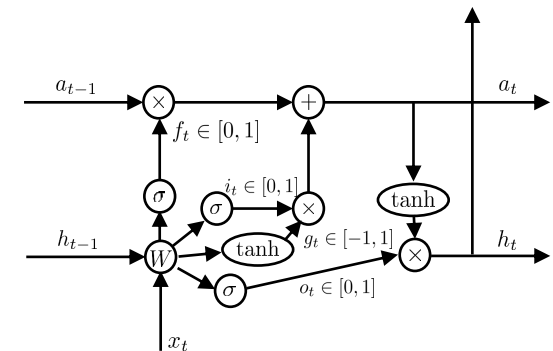 a_{t−1} a_t
× +
f_t ∈ [0, 1]
i_t ∈ [0, 1] tanh
σ σ ×
h_{t−1} g_t ∈ [−1, 1] h_t
W tanh ×
σ o_t ∈ [0, 1]
x_t